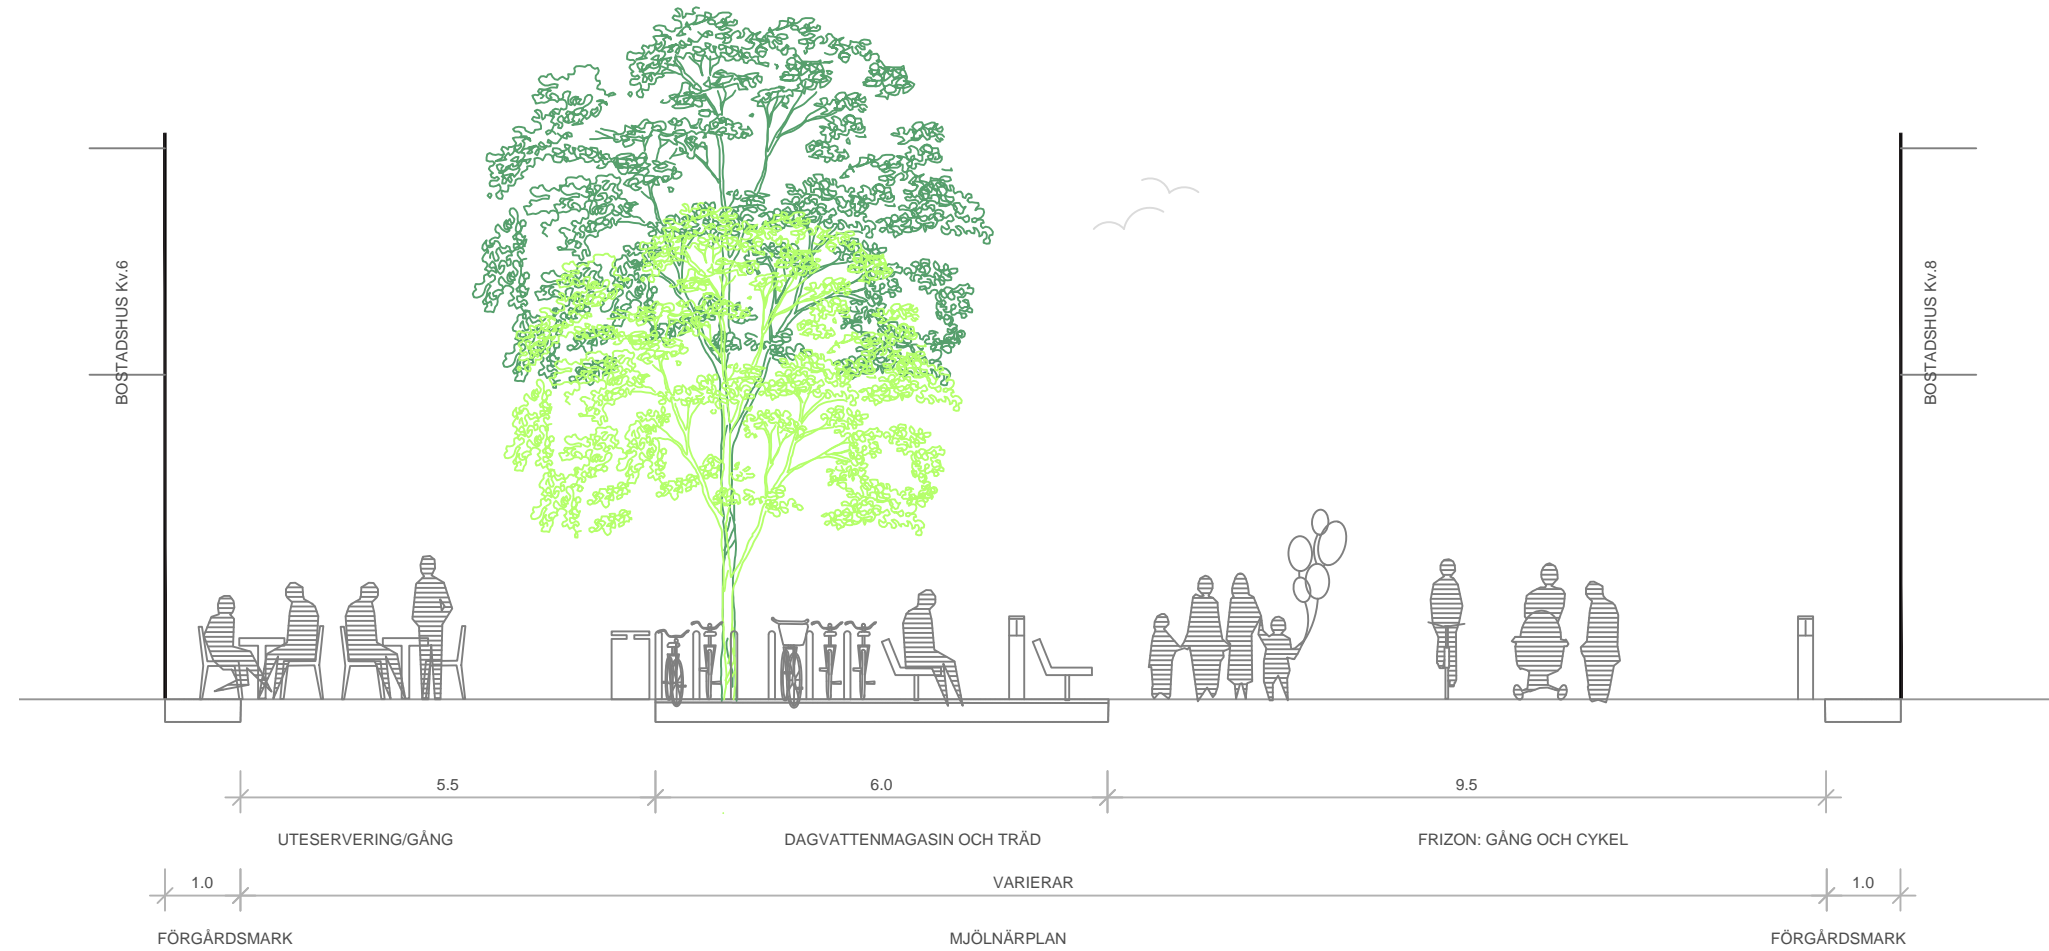 BOSTADSHUS Kv.6
BOSTADSHUS Kv.8
5.5
6.0
9.5
UTESERVERING/GÅNG
DAGVATTENMAGASIN OCH TRÄD
FRIZON: GÅNG OCH CYKEL
1.0
VARIERAR
1.0
FÖRGÅRDSMARK
MJÖLNÄRPLAN
FÖRGÅRDSMARK